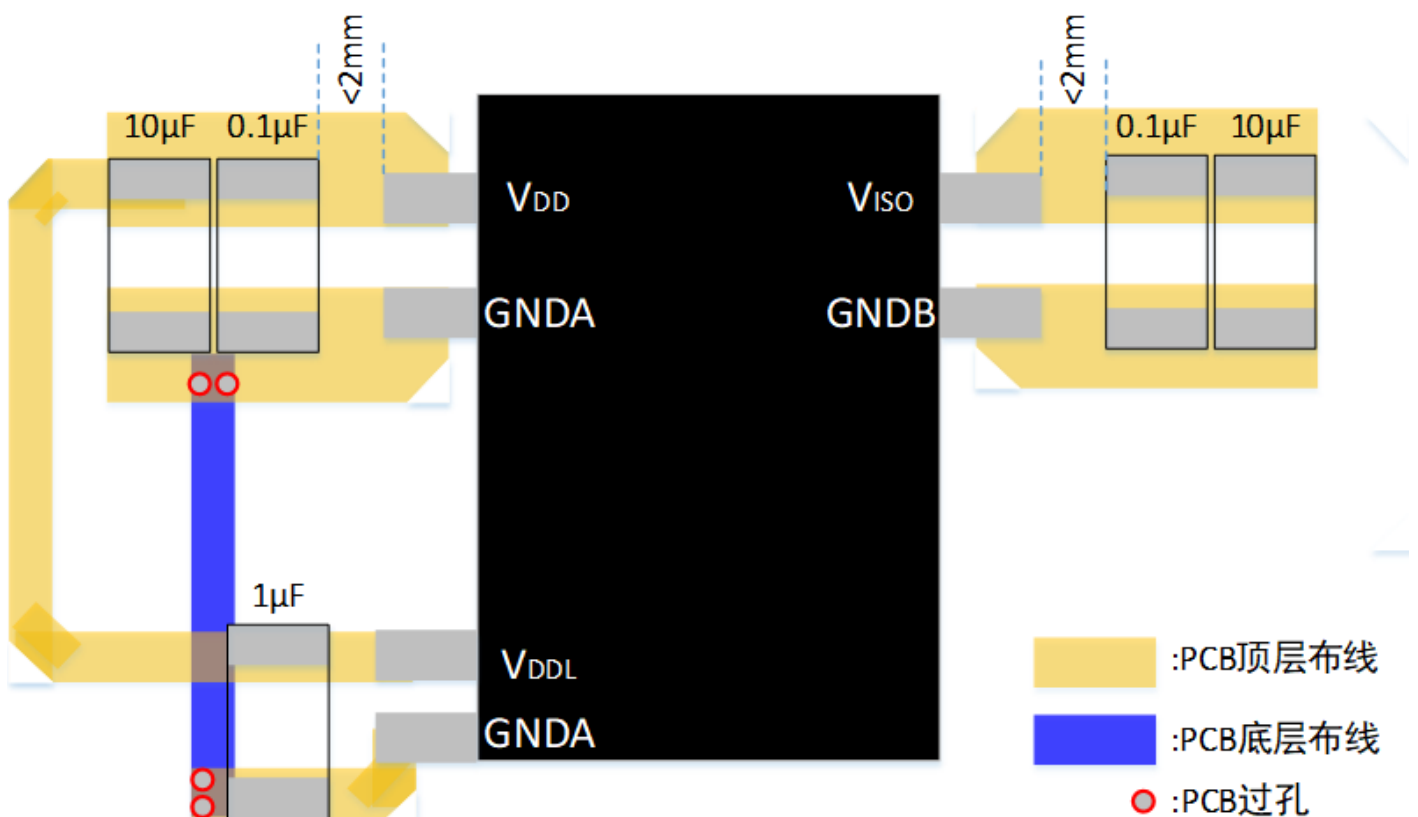 <2mm
<2mm
10μF
0.1μF
0.1μF
10μF
VDD
VISO
GNDA
GNDB
1μF
VDDL
GNDA
:PCB顶层布线
:PCB底层布线
:PCB过孔